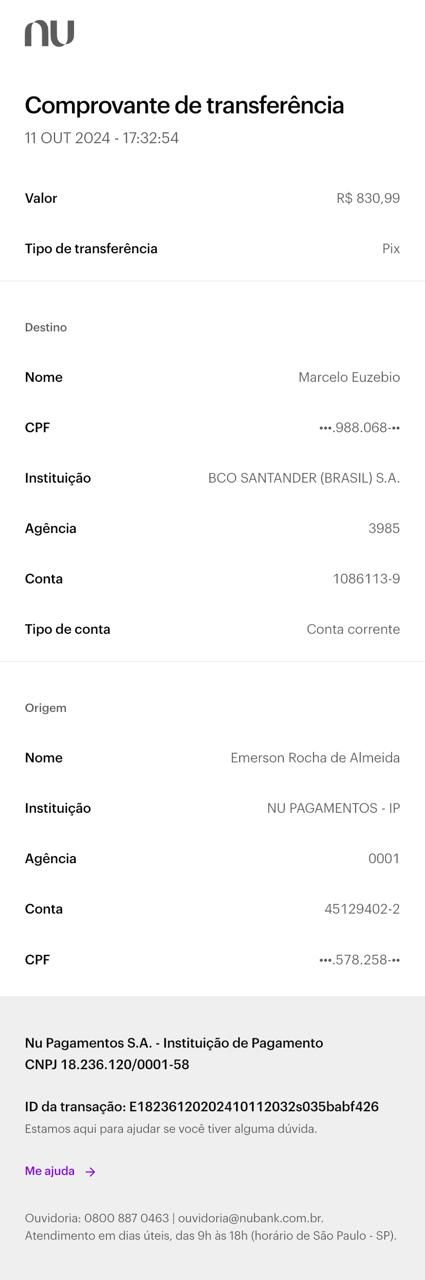 nu
Comprovante de transferência
11 OUT 2024 - 17:32:54
Valor R$ 830,99
Tipo de transferência Pix
Destino
Nome Marcelo Euzebio
CPF •••.988.068-••
Instituição BCO SANTANDER (BRASIL) S.A.
Agência 3985
Conta 1086113-9
Tipo de conta Conta corrente
Origem
Nome Emerson Rocha de Almeida
Instituição NU PAGAMENTOS - IP
Agência 0001
Conta 45129402-2
CPF •••.578.258-••
Nu Pagamentos S.A. - Instituição de Pagamento
CNPJ 18.236.120/0001-58
ID da transação: E18236120202410112032s035babf426
Estamos aqui para ajudar se você tiver alguma dúvida.
Me ajuda →
Ouvidoria: 0800 887 0463 | ouvidoria@nubank.com.br.
Atendimento em dias úteis, das 9h às 18h (horário de São Paulo - SP).